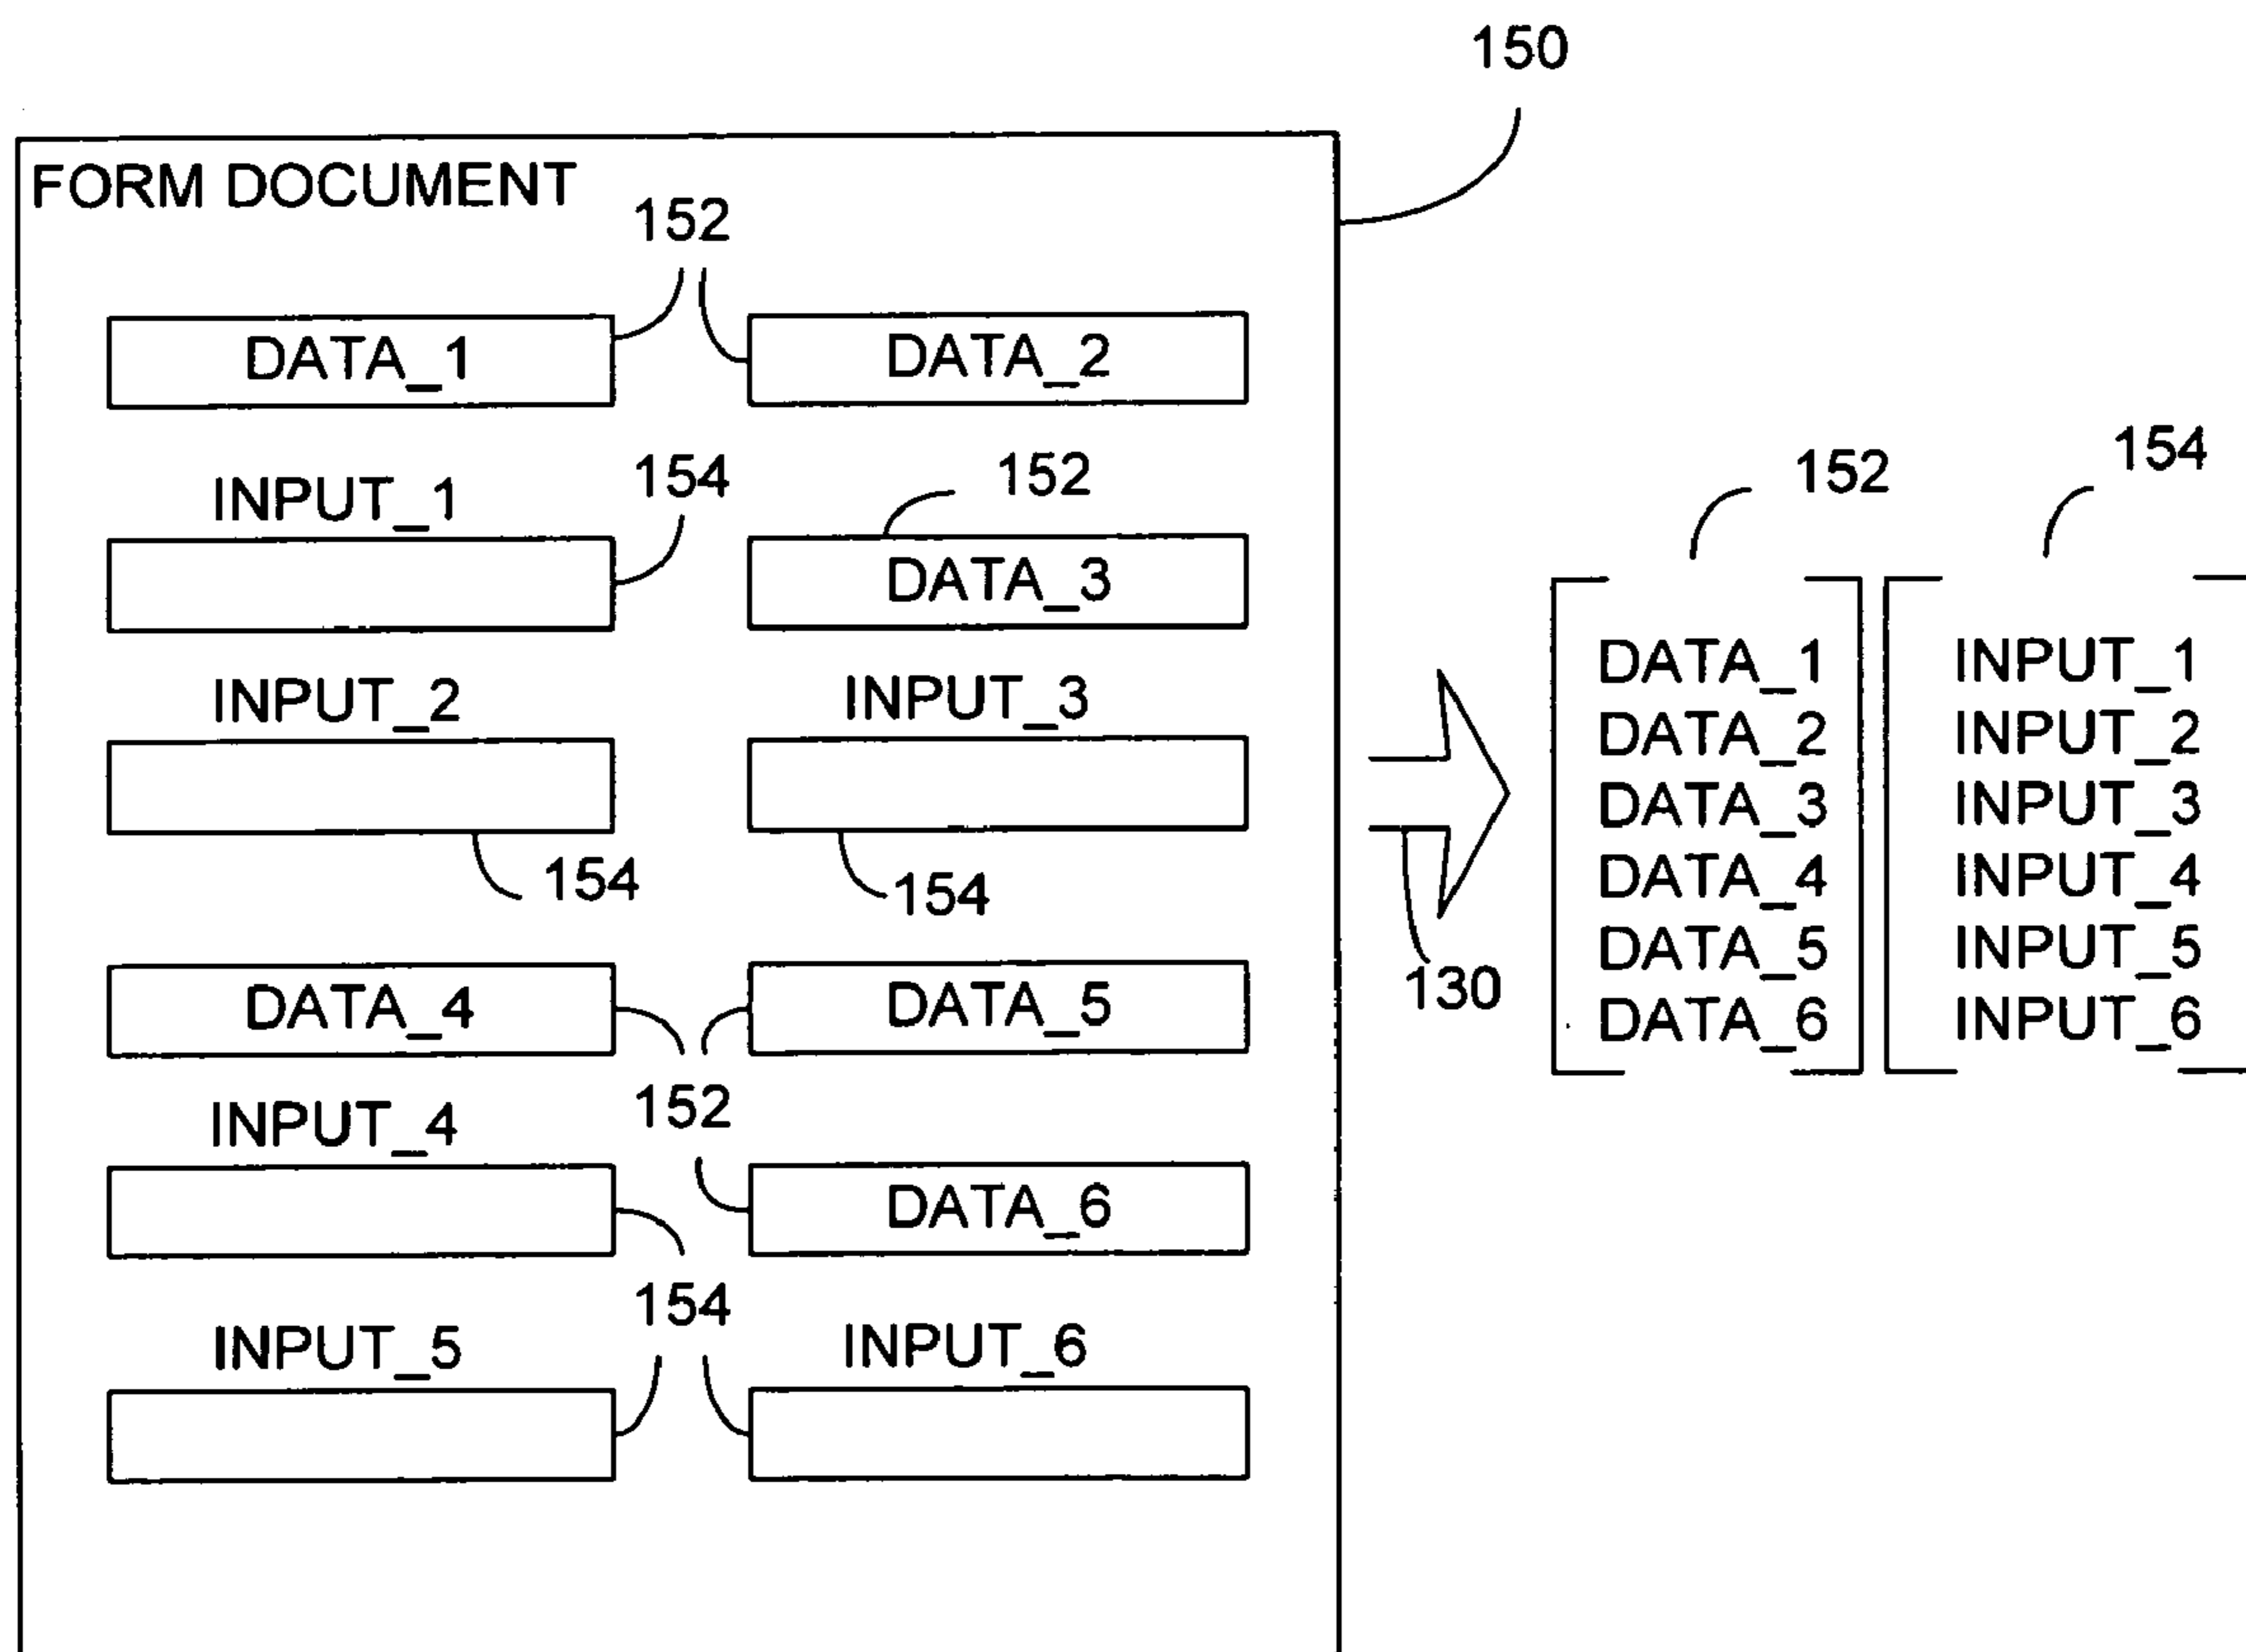 150
FORM DOCUMENT
152
DATA_1 DATA_2
154 152 152 154
INPUT_1
DATA_3
DATA_1 INPUT_1
INPUT_2 INPUT_3
DATA_2 INPUT_2
DATA_3 INPUT_3
154 154
DATA_4 INPUT_4
DATA_5 INPUT_5
130
DATA_4 DATA_5
DATA_6 INPUT_6
152
INPUT_4
DATA_6
154
INPUT_5 INPUT_6